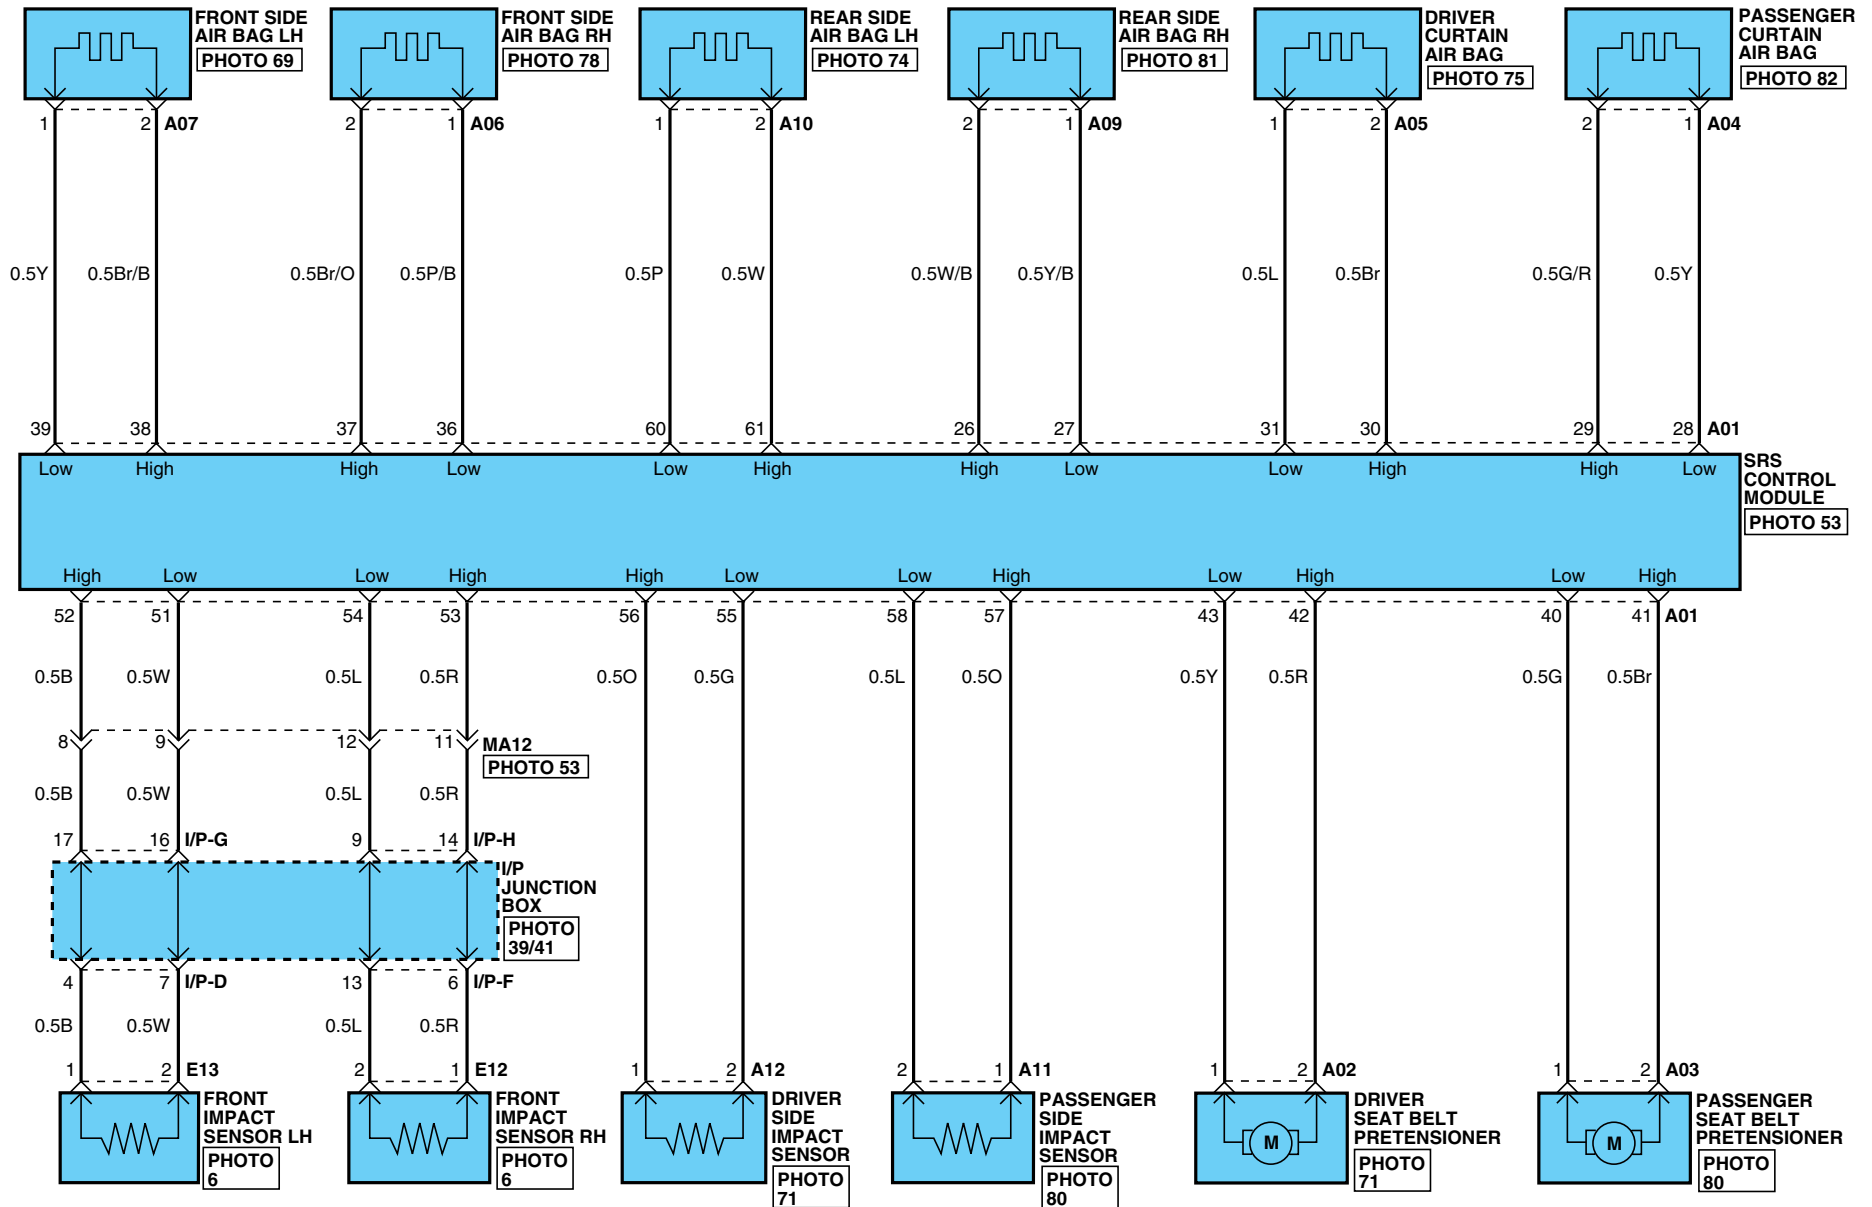 FRONT SIDE
AIR BAG LH
PHOTO 69
FRONT SIDE
AIR BAG RH
PHOTO 78
REAR SIDE
AIR BAG LH
PHOTO 74
REAR SIDE
AIR BAG RH
PHOTO 81
DRIVER
CURTAIN
AIR BAG
PHOTO 75
PASSENGER
CURTAIN
AIR BAG
PHOTO 82
1 2 A07 2 1 A06 1 2 A10 2 1 A09 1 2 A05 2 1 A04
0.5Y 0.5Br/B 0.5Br/O 0.5P/B 0.5P 0.5W 0.5W/B 0.5Y/B 0.5L 0.5Br 0.5G/R 0.5Y
39 38 37 36 60 61 26 27 31 30 29 28 A01
Low High High Low Low High High Low Low High High Low
SRS
CONTROL
MODULE
PHOTO 53
High Low Low High High Low Low High Low High Low High
52 51 54 53 56 55 58 57 43 42 40 41 A01
0.5B 0.5W 0.5L 0.5R 0.5O 0.5G 0.5L 0.5O 0.5Y 0.5R 0.5G 0.5Br
8 9 12 11 MA12
PHOTO 53
0.5B 0.5W 0.5L 0.5R
17 16 I/P-G 9 14 I/P-H
I/P
JUNCTION
BOX
PHOTO
39/41
4 7 I/P-D 13 6 I/P-F
0.5B 0.5W 0.5L 0.5R
1 2 E13 2 1 E12 1 2 A12 2 1 A11 1 2 A02 1 2 A03
FRONT
IMPACT
SENSOR LH
PHOTO
6
FRONT
IMPACT
SENSOR RH
PHOTO
6
DRIVER
SIDE
IMPACT
SENSOR
PHOTO
71
PASSENGER
SIDE
IMPACT
SENSOR
PHOTO
80
M
DRIVER
SEAT BELT
PRETENSIONER
PHOTO
71
M
PASSENGER
SEAT BELT
PRETENSIONER
PHOTO
80